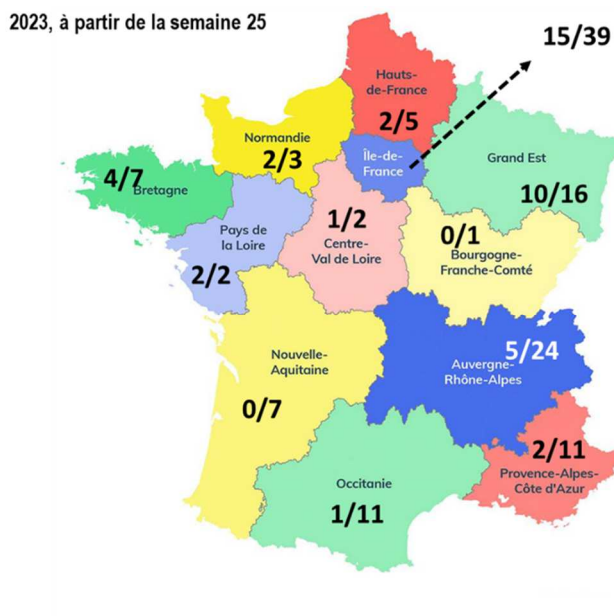 2023, à partir de la semaine 25
15/39
Hauts-
de-France
2/5
Normandie
2/3
Île-de-
France
Grand Est
10/16
4/7
Bretagne
Pays de
la Loire
2/2
1/2
Centre-
Val de Loire
0/1
Bourgogne-
Franche-Comté
Nouvelle-
Aquitaine
0/7
5/24
Auvergne-
Rhône-Alpes
2/11
Provence-Alpes-
Côte d'Azur
Occitanie
1/11